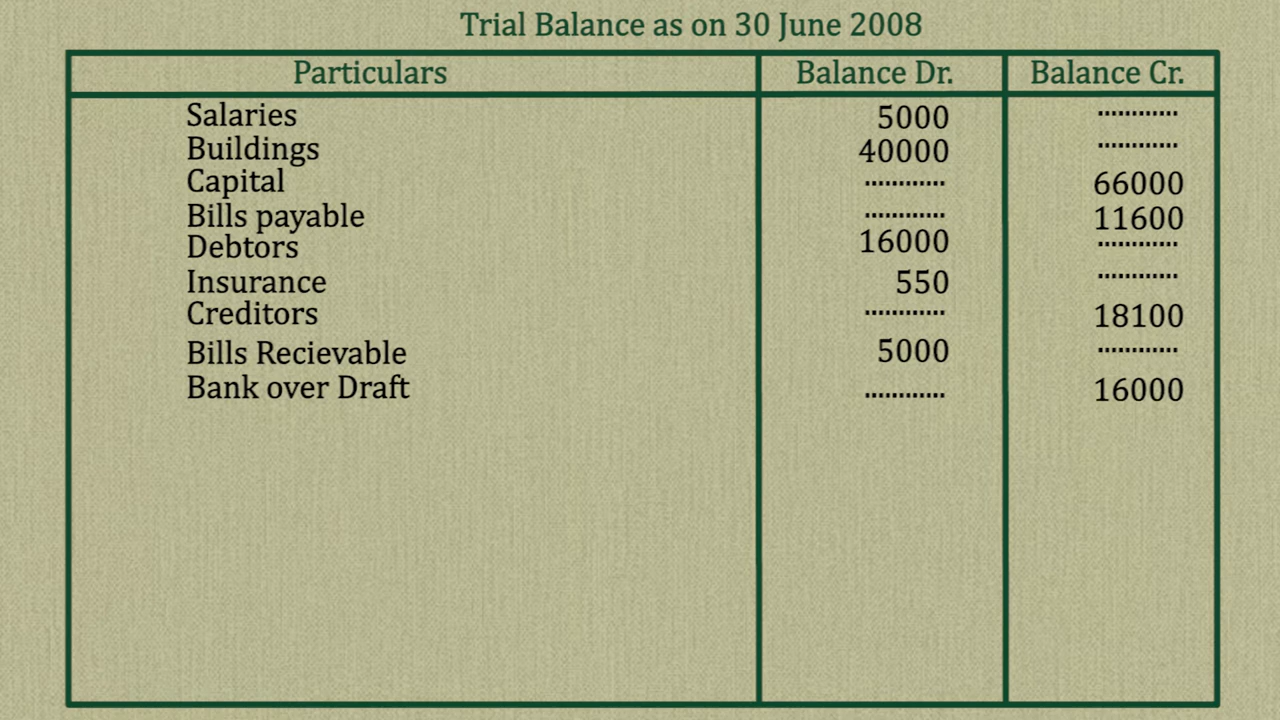 Trial Balance as on 30 June 2008
Particulars Balance Dr. Balance Cr.
Salaries 5000 ............
Buildings 40000 ............
Capital ............ 66000
Bills payable ............ 11600
Debtors 16000 ............
Insurance 550 ............
Creditors ............ 18100
Bills Recievable 5000 ............
Bank over Draft ............ 16000